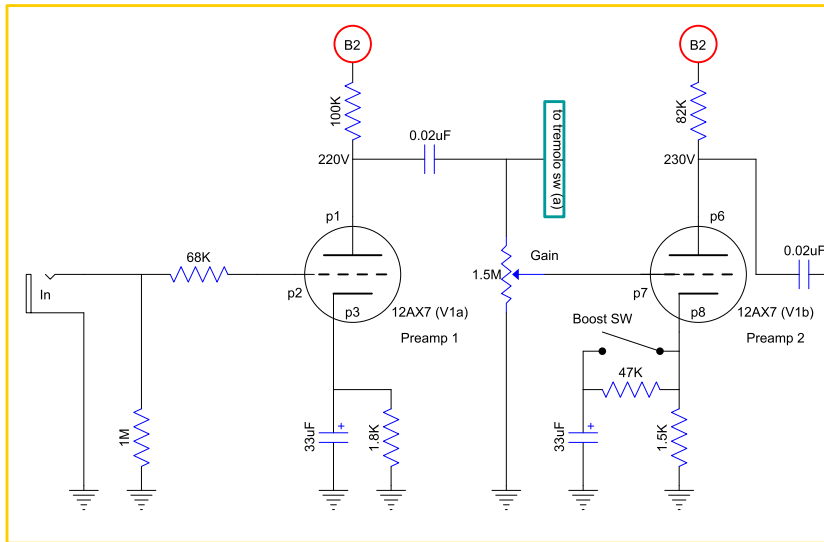 B2
B2
100K
82K
0.02uF
to tremolo sw (a)
220V
230V
p1
p6
68K
Gain
0.02uF
1.5M
In
p2
p7
p3
12AX7 (V1a)
Preamp 1
Boost SW
p8
12AX7 (V1b)
Preamp 2
47K
1M
33uF
+
1.8K
33uF
+
1.5K